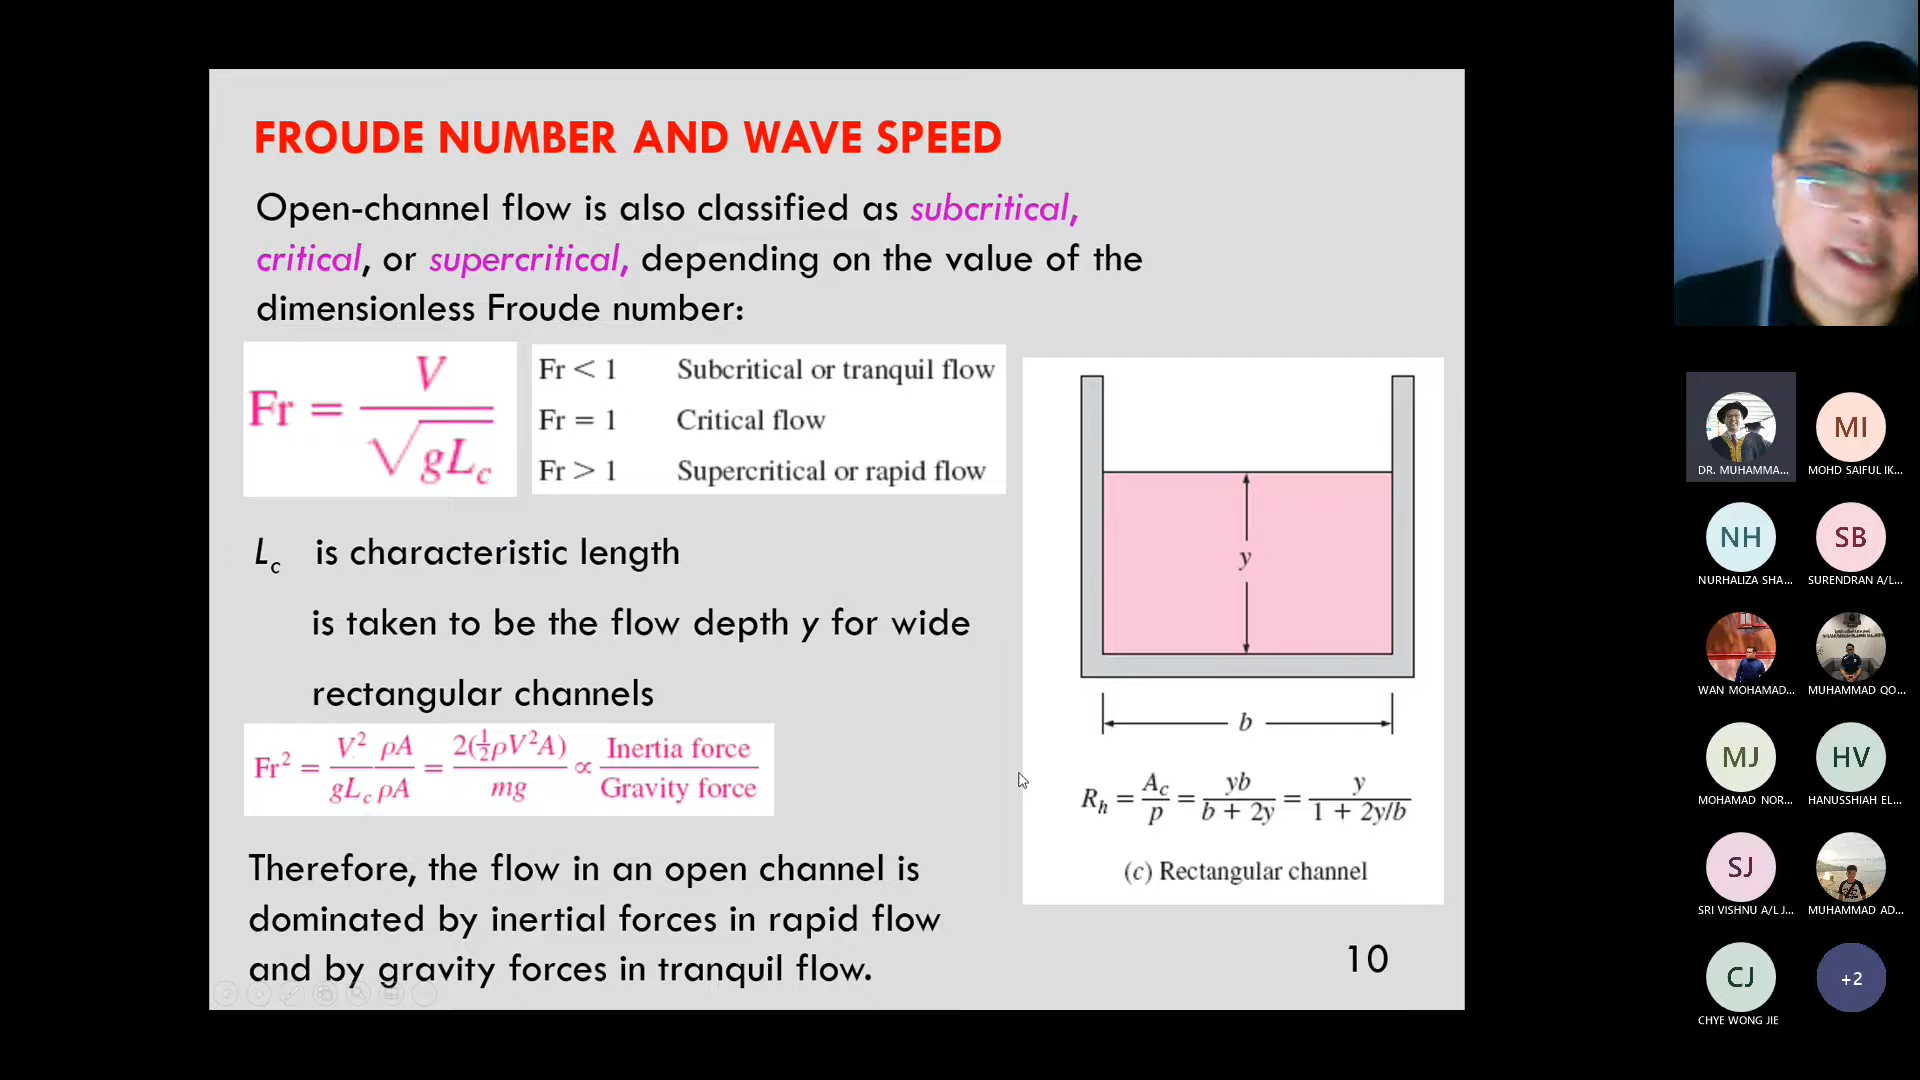 FROUDE NUMBER AND WAVE SPEED
Open-channel flow is also classified as subcritical,
critical, or supercritical, depending on the value of the
dimensionless Froude number:
Fr = V / √gL_c
Fr < 1 Subcritical or tranquil flow
Fr = 1 Critical flow
Fr > 1 Supercritical or rapid flow
L_c is characteristic length
is taken to be the flow depth y for wide
rectangular channels
Fr² = V² ρA / gL_c ρA = 2(½ρV²A) / mg ∝ Inertia force / Gravity force
Therefore, the flow in an open channel is
dominated by inertial forces in rapid flow
and by gravity forces in tranquil flow.
y
b
R_h = A_c / p = yb / b + 2y = y / 1 + 2y/b
(c) Rectangular channel
10
DR. MUHAMMA...
MI
MOHD SAIFUL IK...
NH
NURHALIZA SHA...
SB
SURENDRAN A/L...
WAN MOHAMAD...
MUHAMMAD QO...
MJ
MOHAMAD NOR...
HV
HANUSSHIAH EL...
SJ
SRI VISHNU A/L J...
MUHAMMAD AD...
CJ
CHYE WONG JIE
+2